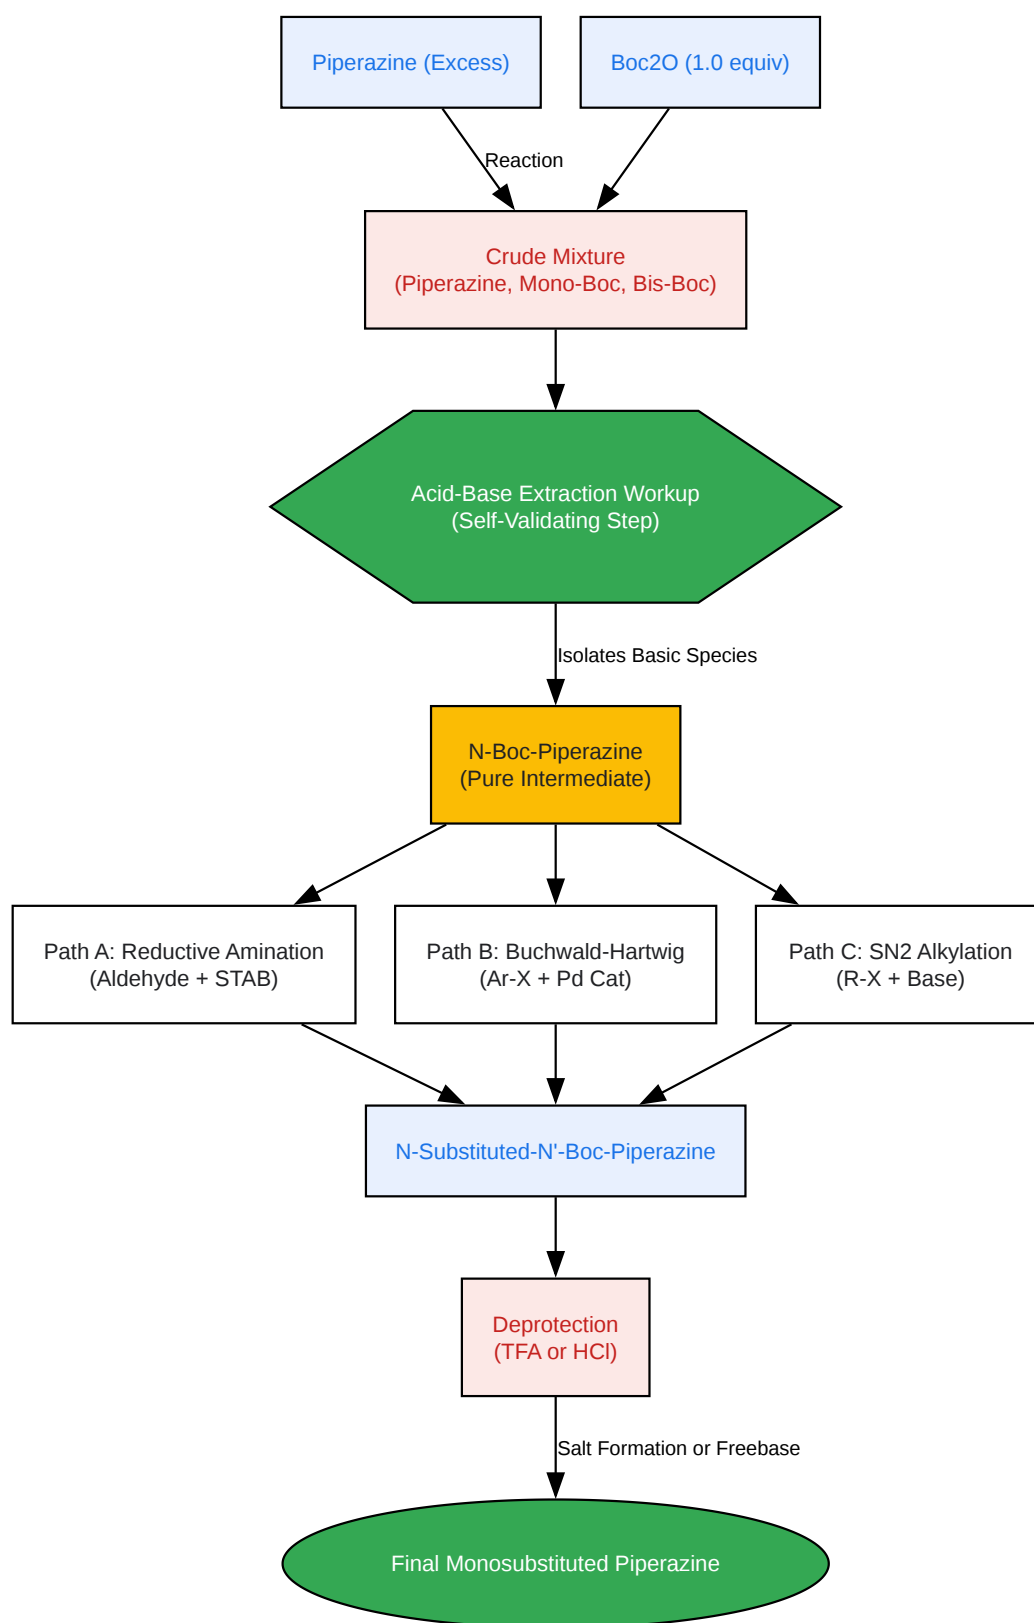 Piperazine (Excess)
Boc2O (1.0 equiv)
Reaction
Crude Mixture
(Piperazine, Mono-Boc, Bis-Boc)
Acid-Base Extraction Workup
(Self-Validating Step)
Isolates Basic Species
N-Boc-Piperazine
(Pure Intermediate)
Path A: Reductive Amination
(Aldehyde + STAB)
Path B: Buchwald-Hartwig
(Ar-X + Pd Cat)
Path C: SN2 Alkylation
(R-X + Base)
N-Substituted-N'-Boc-Piperazine
Deprotection
(TFA or HCl)
Salt Formation or Freebase
Final Monosubstituted Piperazine